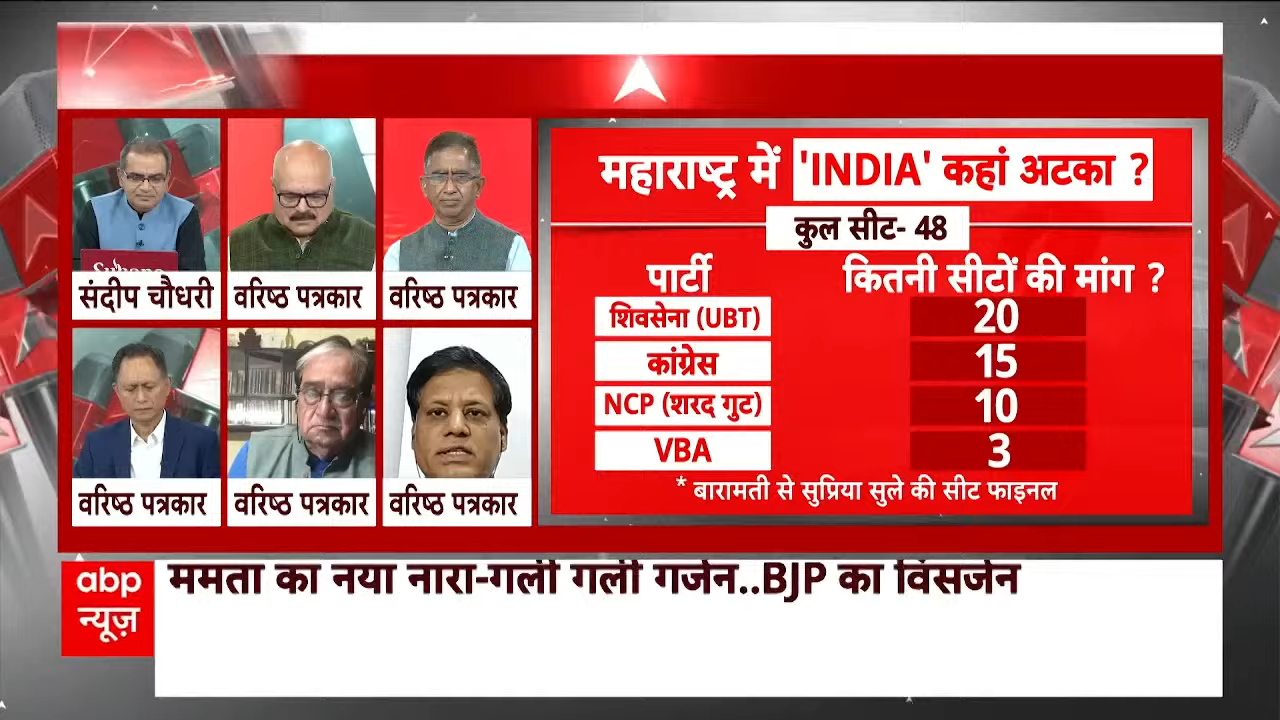 महाराष्ट्र में 'INDIA' कहां अटका ?
कुल सीट- 48
पार्टी कितनी सीटों की मांग ?
शिवसेना (UBT) 20
कांग्रेस 15
NCP (शरद गुट) 10
VBA 3
* बारामती से सुप्रिया सुले की सीट फाइनल
संदीप चौधरी
वरिष्ठ पत्रकार
वरिष्ठ पत्रकार
वरिष्ठ पत्रकार
वरिष्ठ पत्रकार
वरिष्ठ पत्रकार
abp
न्यूज़
ममता का नया नारा-गली गली गर्जन..BJP का विसर्जन